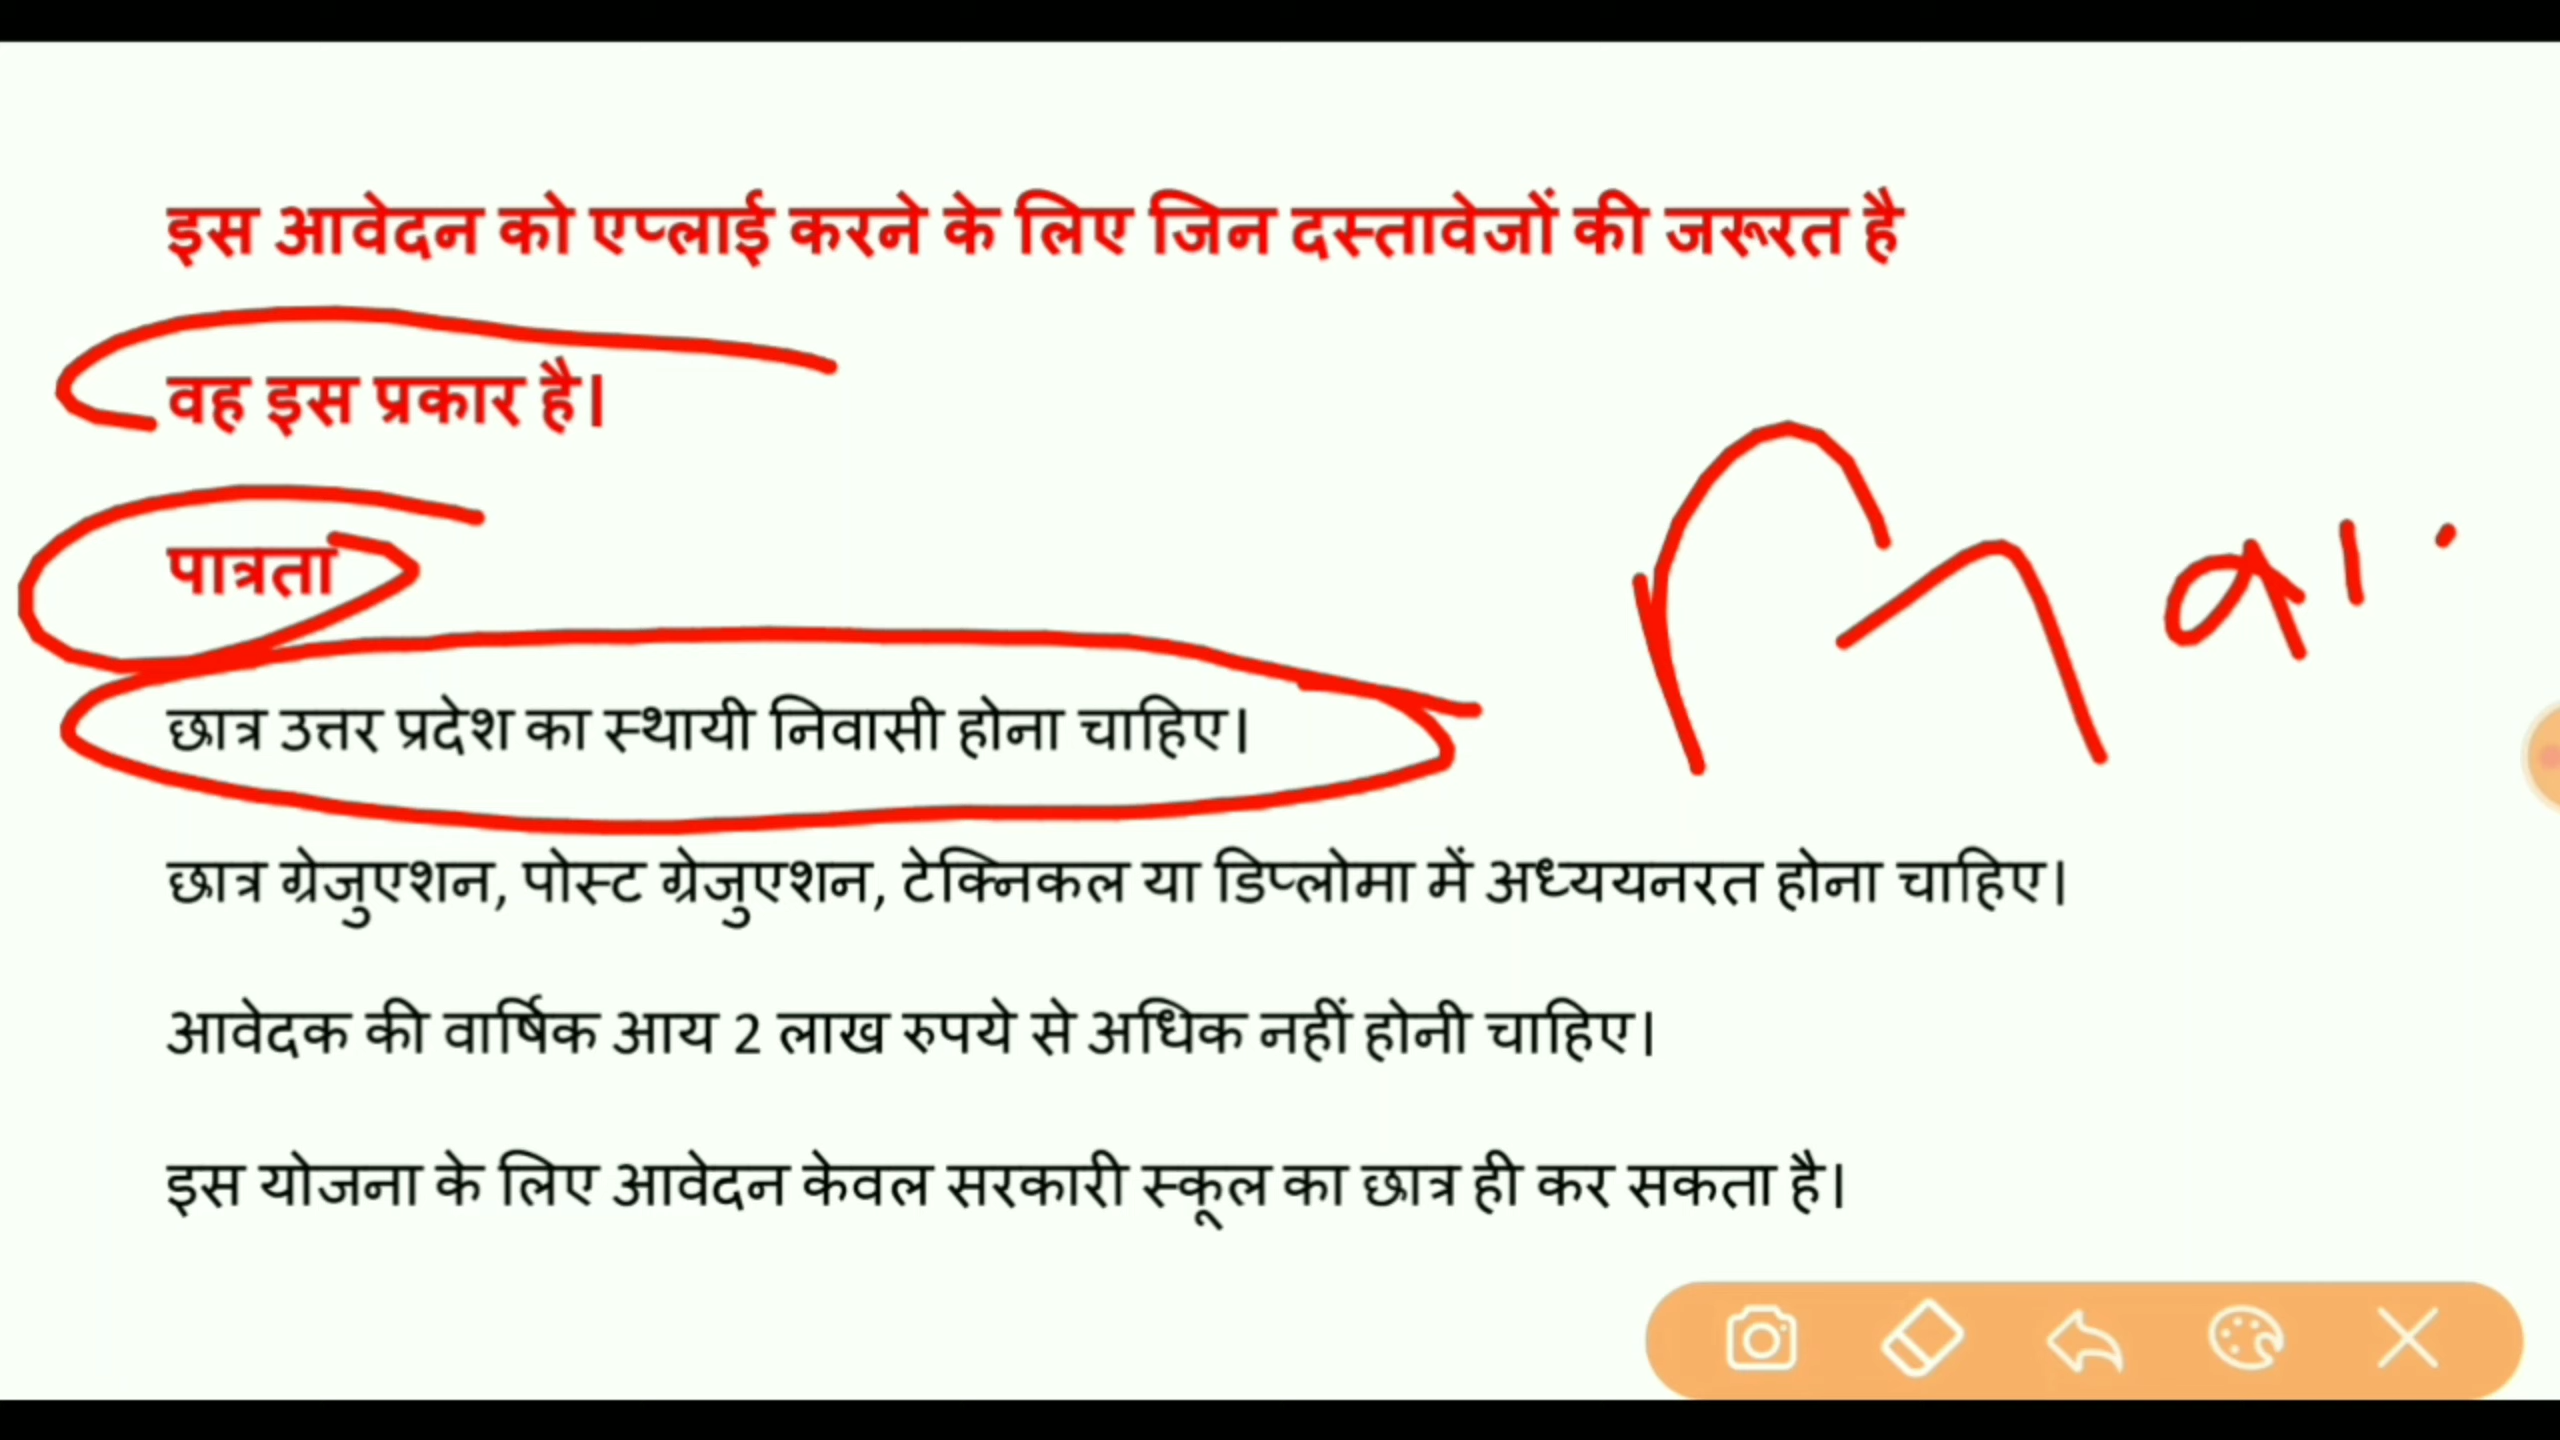 इस आवेदन को एप्लाई करने के लिए जिन दस्तावेजों की जरूरत है
वह इस प्रकार है।
पात्रता
छात्र उत्तर प्रदेश का स्थायी निवासी होना चाहिए।
छात्र ग्रेजुएशन, पोस्ट ग्रेजुएशन, टेक्निकल या डिप्लोमा में अध्ययनरत होना चाहिए।
आवेदक की वार्षिक आय 2 लाख रुपये से अधिक नहीं होनी चाहिए।
इस योजना के लिए आवेदन केवल सरकारी स्कूल का छात्र ही कर सकता है।